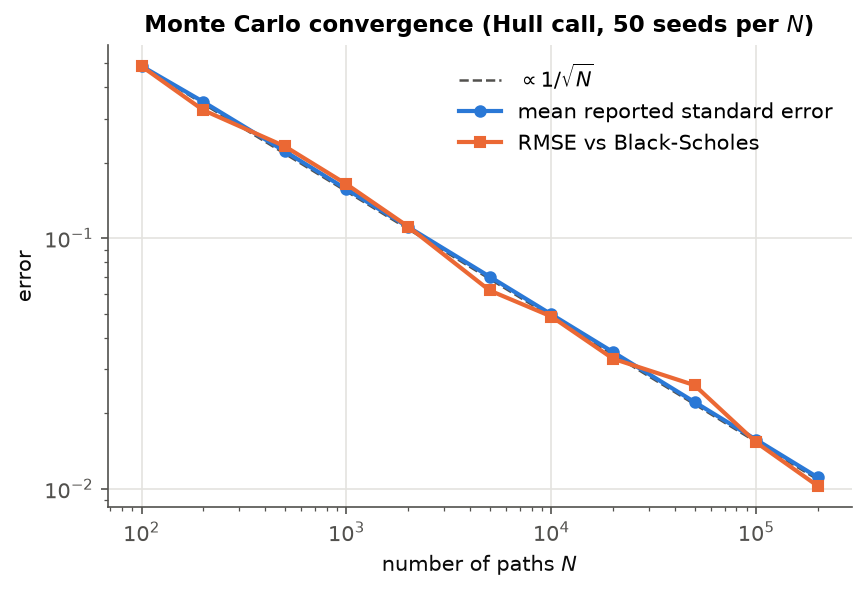 Monte Carlo convergence (Hull call, 50 seeds per N)
∝ 1/√N
mean reported standard error
RMSE vs Black-Scholes
error
10⁻¹
10⁻²
10² 10³ 10⁴ 10⁵
number of paths N